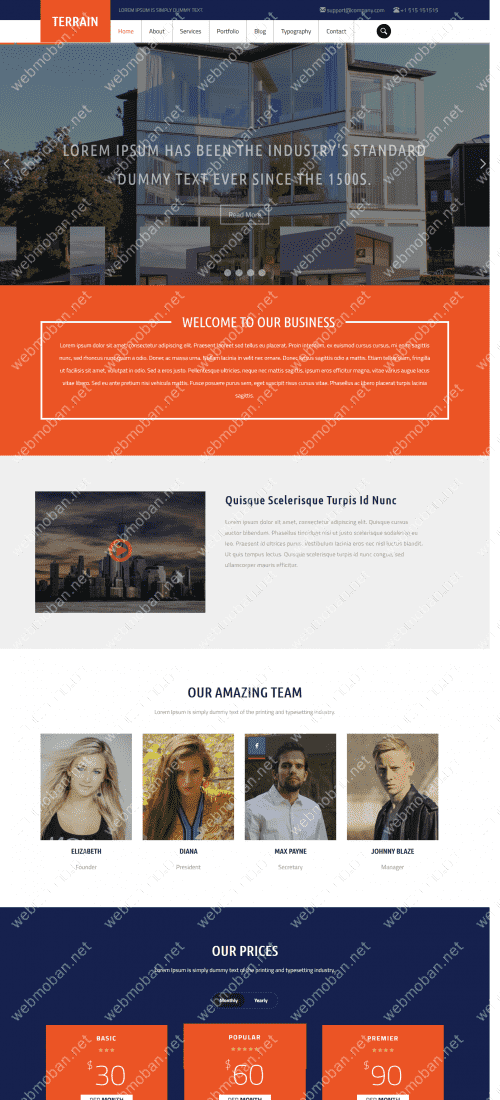 TERRAIN
LOREM IPSUM IS SIMPLY DUMMY TEXT
support@company.com
+1 515 151515
Home
About
Services
Portfolio
Blog
Typography
Contact
LOREM IPSUM HAS BEEN THE INDUSTRY'S STANDARD
DUMMY TEXT EVER SINCE THE 1500S.
Read More
WELCOME TO OUR BUSINESS
Lorem ipsum dolor sit amet, consectetur adipiscing elit. Praesent laoreet sed tellus eu placerat. Proin interdum, ex euismod cursus cursus, mi enim sagittis
nunc, sed rhoncus nunc quam a odio. Donec ac massa urna. Nullam lacinia in velit nec ornare. Donec varius sagittis odio a mattis. Etiam tellus diam, fringilla
ut facilisis sit amet, volutpat in odio. Sed a eros justo. Pellentesque ultricies, neque nec mattis sagittis, ipsum eros efficitur magna, vitae varius augue lacus
vitae libero. Sed eu ante pretium nisi vehicula mattis. Fusce posuere purus sem, eget suscipit risus cursus vitae. Phasellus ac libero placerat turpis lacinia
sagittis.
Quisque Scelerisque Turpis Id Nunc
Lorem ipsum dolor sit amet, consectetur adipiscing elit. Quisque cursus
auctor bibendum. Phasellus tincidunt nisi ut justo scelerisque sodales in eu
leo. Praesent id ultrices purus. Vestibulum lacinia eros nec nisl luctus blandit.
Ut quis tempus lectus. Quisque scelerisque turpis id nunc congue, sed
ullamcorper mauris efficitur.
OUR AMAZING TEAM
Lorem Ipsum is simply dummy text of the printing and typesetting industry.
ELIZABETH
DIANA
MAX PAYNE
JOHNNY BLAZE
Founder
President
Secretary
Manager
OUR PRICES
Lorem Ipsum is simply dummy text of the printing and typesetting industry.
Monthly
Yearly
BASIC
POPULAR
PREMIER
$30
$60
$90
PER MONTH
PER MONTH
PER MONTH
webmoban.net